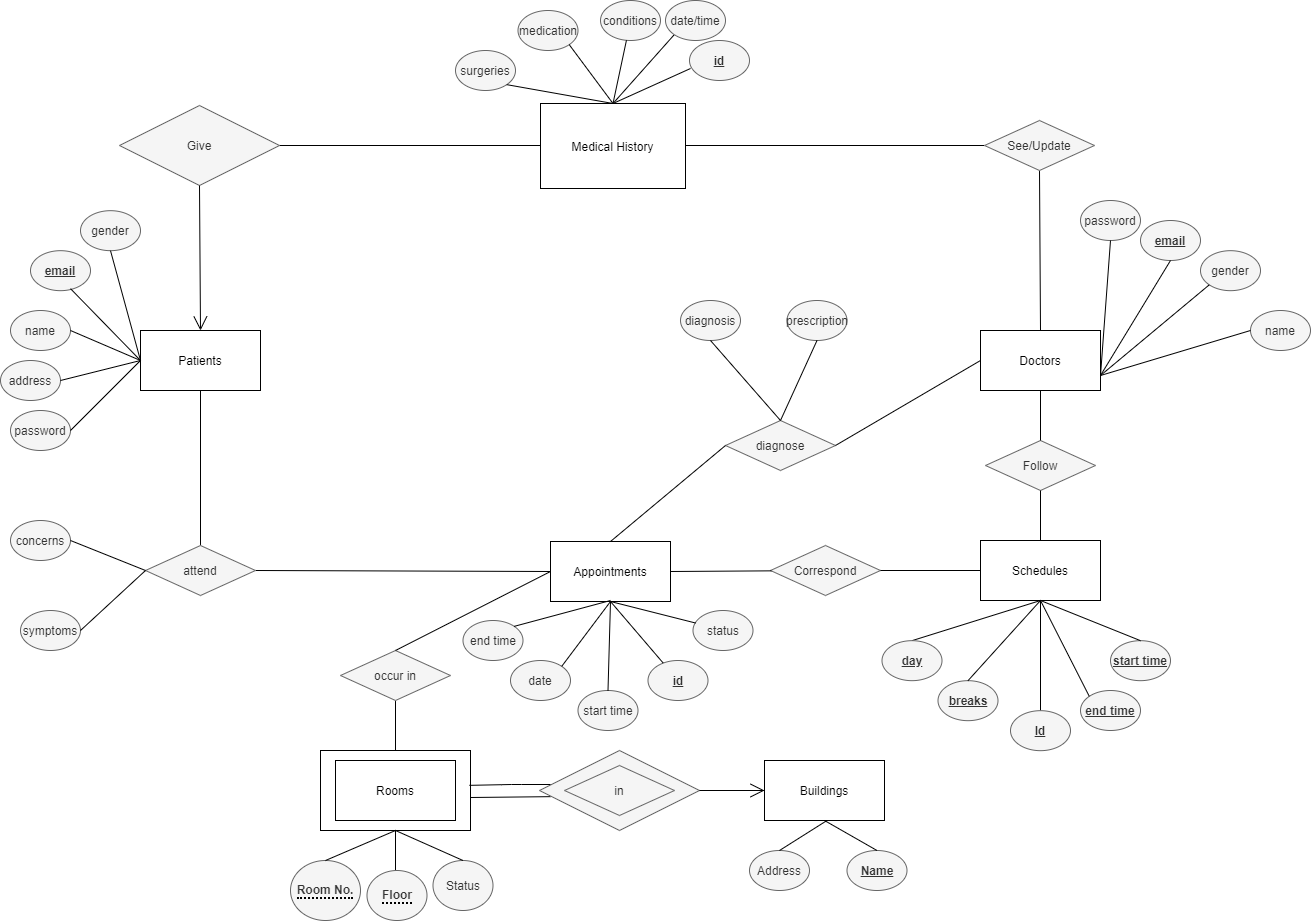 conditions
date/time
medication
id
surgeries
Give
Medical History
See/Update
gender
password
email
email
gender
name
diagnosis
prescription
name
Patients
Doctors
address
password
diagnose
Follow
concerns
attend
Appointments
Correspond
Schedules
symptoms
end time
status
date
id
start time
day
start time
breaks
end time
Id
occur in
Rooms
in
Buildings
Room No.
Floor
Status
Address
Name